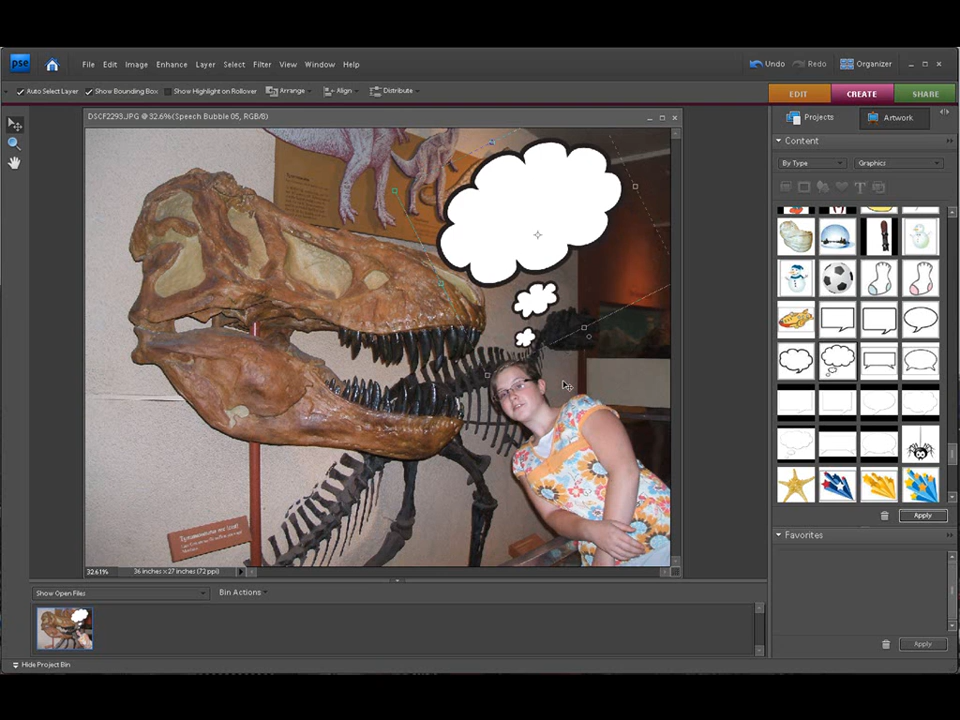 pse File Edit Image Enhance Layer Select Filter View Window Help Undo Redo Organizer
Auto Select Layer Show Bounding Box Show Highlight on Rollover Arrange Align Distribute EDIT CREATE SHARE
DSCF2293.JPG @ 32.6%(Speech Bubble 05, RGB/8)
Projects Artwork
Content
By Type Graphics
T
Apply
Favorites
32.61% 36 inches x 27 inches (72 ppi)
Show Open Files Bin Actions
Apply
Hide Project Bin